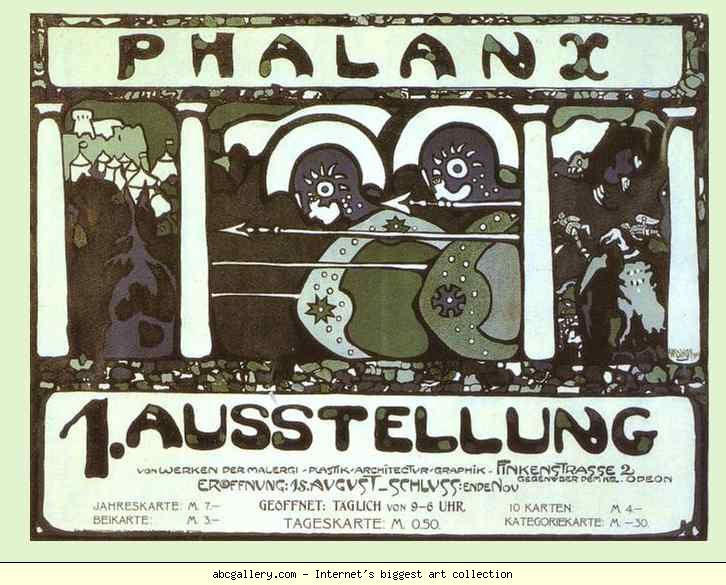 PHALANX
1. AUSSTELLUNG
VON WERKEN DER MALEREI - PLASTIK - ARCHITECTUR - GRAPHIK - FINKENSTRASSE 2
GEGENÜBER DEM KGL. ODEON
ERÖFFNUNG: 15. AUGUST - SCHLUSS: ENDE NOV
JAHRESKARTE: M. 7.— GEÖFFNET: TÄGLICH VON 9–6 UHR. 10 KARTEN: M. 4.—
BEIKARTE: M. 3.— TAGESKARTE: M. 0.50. KATEGORIEKARTE: M. —30.
abcgallery.com - Internet's biggest art collection